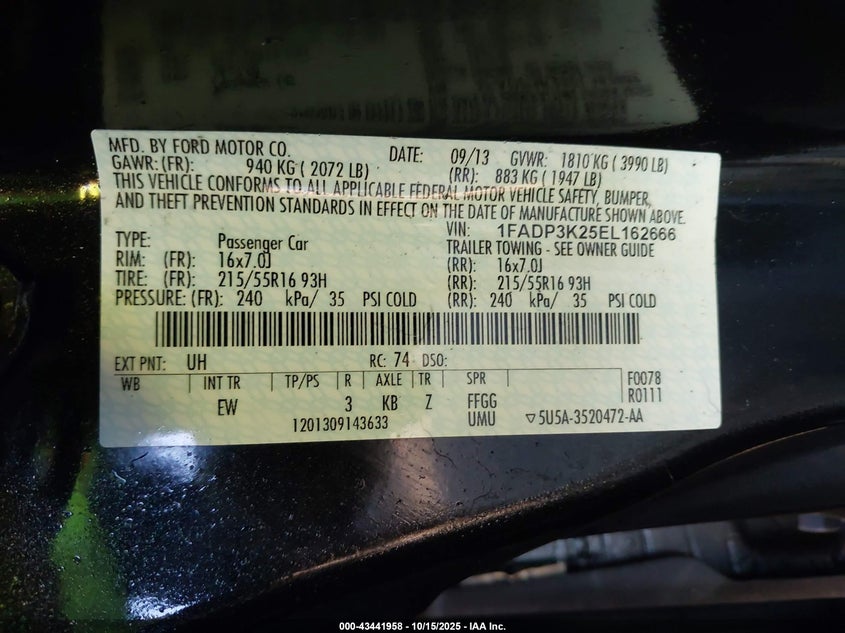 MFD. BY FORD MOTOR CO. DATE: 09/13 GVWR: 1810 KG ( 3990 LB)
GAWR: (FR): 940 KG ( 2072 LB) (RR): 883 KG ( 1947 LB)
THIS VEHICLE CONFORMS TO ALL APPLICABLE FEDERAL MOTOR VEHICLE SAFETY, BUMPER,
AND THEFT PREVENTION STANDARDS IN EFFECT ON THE DATE OF MANUFACTURE SHOWN ABOVE.
VIN: 1FADP3K25EL162666
TYPE: Passenger Car TRAILER TOWING - SEE OWNER GUIDE
RIM: (FR): 16x7.0J (RR): 16x7.0J
TIRE: (FR): 215/55R16 93H (RR): 215/55R16 93H
PRESSURE: (FR): 240 kPa/ 35 PSI COLD (RR): 240 kPa/ 35 PSI COLD
EXT PNT: UH RC: 74 DSO:
WB INT TR TP/PS R AXLE TR SPR F0078
EW 3 KB Z FFGG R0111
1201309143633 UMU ▽5U5A-3520472-AA
000-43441958 - 10/15/2025 - IAA Inc.